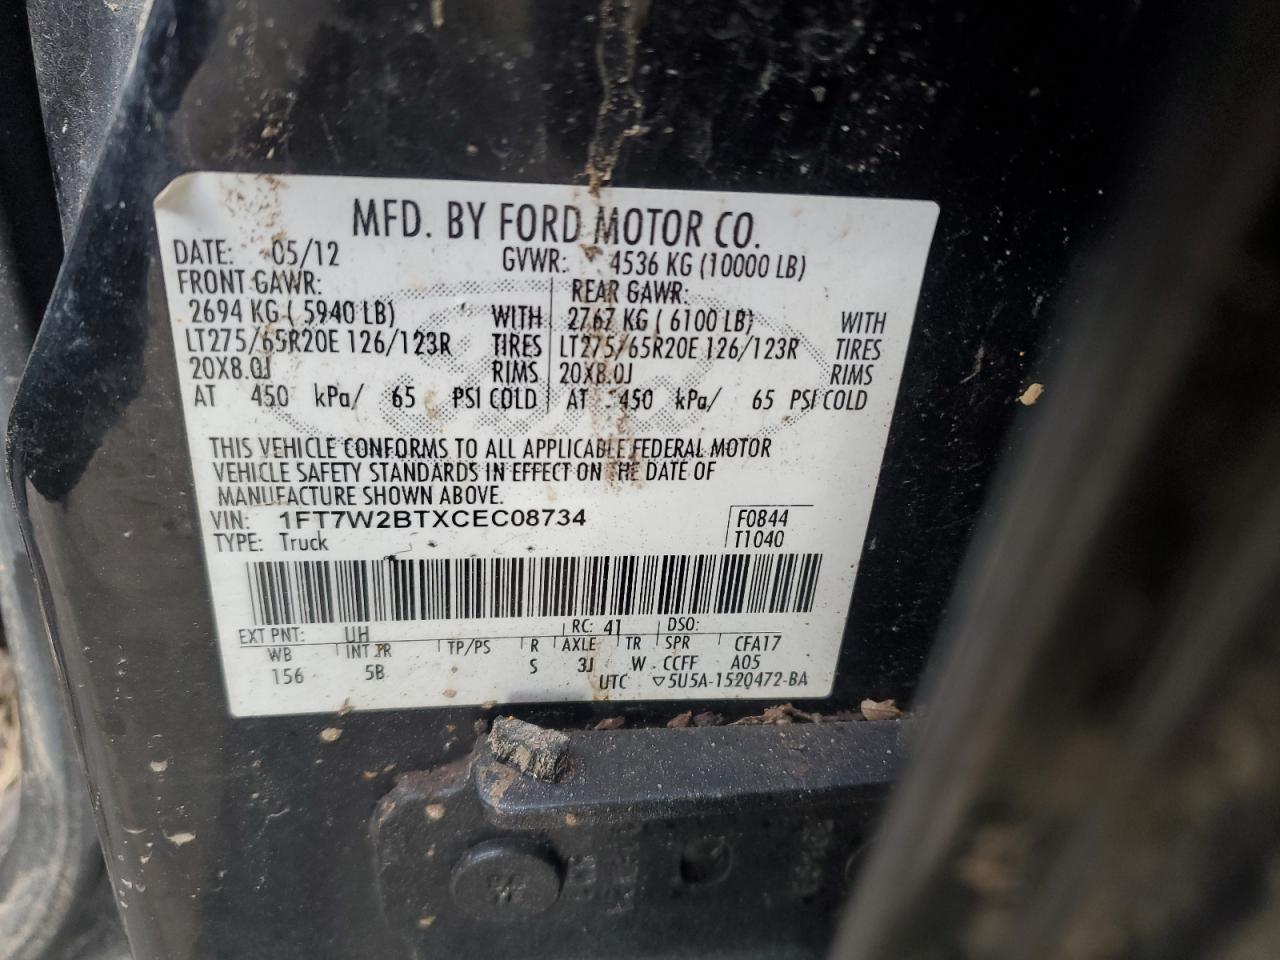 MFD. BY FORD MOTOR CO.
DATE: 05/12 GVWR: 4536 KG (10000 LB)
FRONT GAWR: REAR GAWR:
2694 KG ( 5940 LB) WITH 2767 KG ( 6100 LB) WITH
LT275/65R20E 126/123R TIRES LT275/65R20E 126/123R TIRES
20X8.0J RIMS 20X8.0J RIMS
AT 450 kPa/ 65 PSI COLD AT 450 kPa/ 65 PSI COLD
THIS VEHICLE CONFORMS TO ALL APPLICABLE FEDERAL MOTOR
VEHICLE SAFETY STANDARDS IN EFFECT ON THE DATE OF
MANUFACTURE SHOWN ABOVE.
VIN: 1FT7W2BTXCEC08734 F0844
TYPE: Truck T1040
EXT PNT: UH RC: 41 DSO:
WB INT TR TP/PS R AXLE TR SPR CFA17
156 5B S 3J W CCFF A05
UTC ▽5U5A-1520472-BA